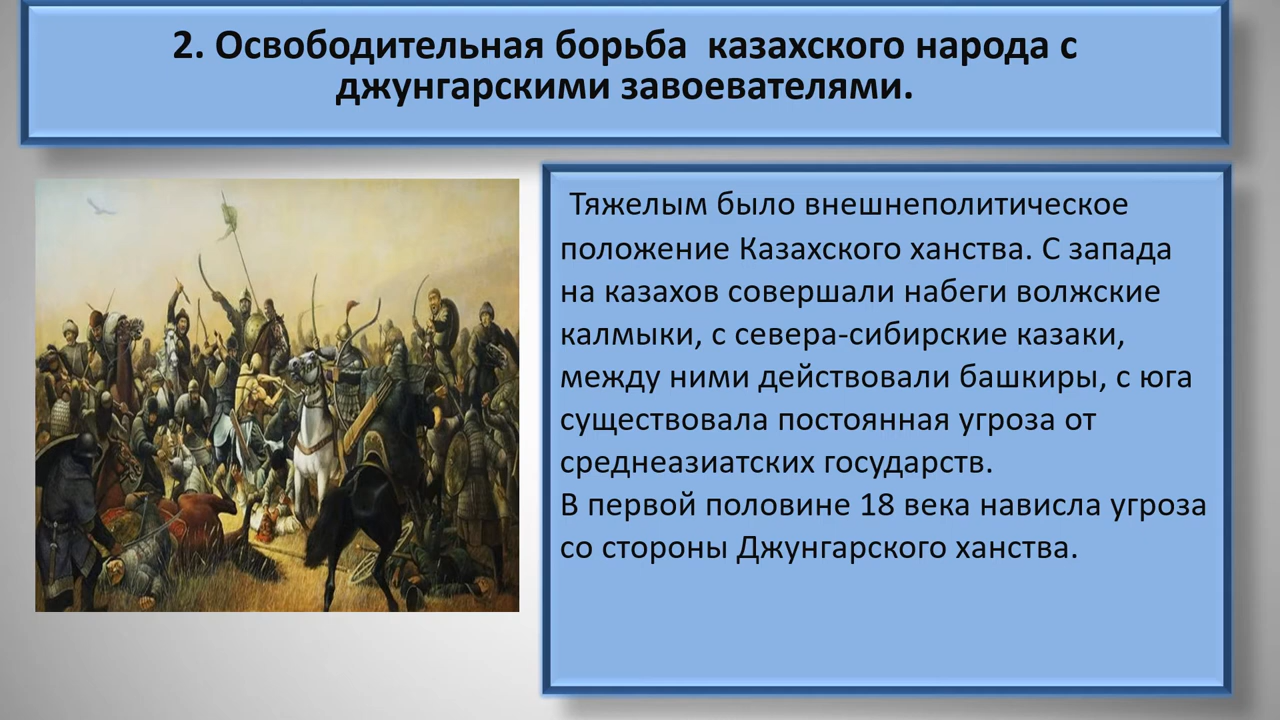 2. Освободительная борьба  казахского народа с
джунгарскими завоевателями.
Тяжелым было внешнеполитическое
положение Казахского ханства. С запада
на казахов совершали набеги волжские
калмыки, с севера-сибирские казаки,
между ними действовали башкиры, с юга
существовала постоянная угроза от
среднеазиатских государств.
В первой половине 18 века нависла угроза
со стороны Джунгарского ханства.